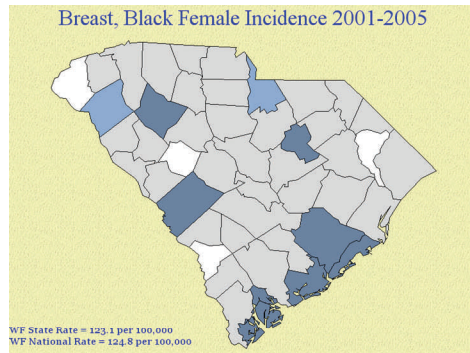 Breast, Black Female Incidence 2001-2005
WF State Rate = 123.1 per 100,000
WF National Rate = 124.8 per 100,000